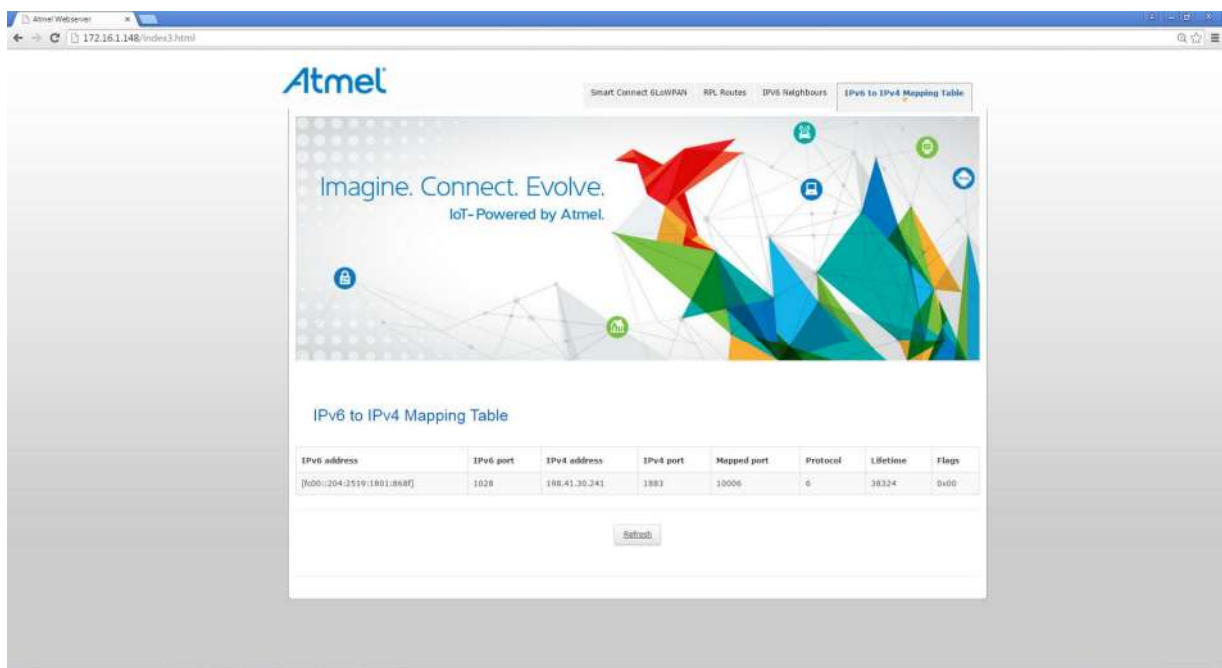 Atmel Webserver
172.16.1.148/index3.html
Atmel
Smart Connect 6LoWPAN RPL Routes IPV6 Neighbours IPv6 to IPv4 Mapping Table
Imagine. Connect. Evolve.
IoT-Powered by Atmel.
IPv6 to IPv4 Mapping Table
IPv6 address IPv6 port IPv4 address IPv4 port Mapped port Protocol Lifetime Flags
[fc00::204:2519:1801:868f] 1028 198.41.30.241 1883 10006 6 38324 0x00
Refresh